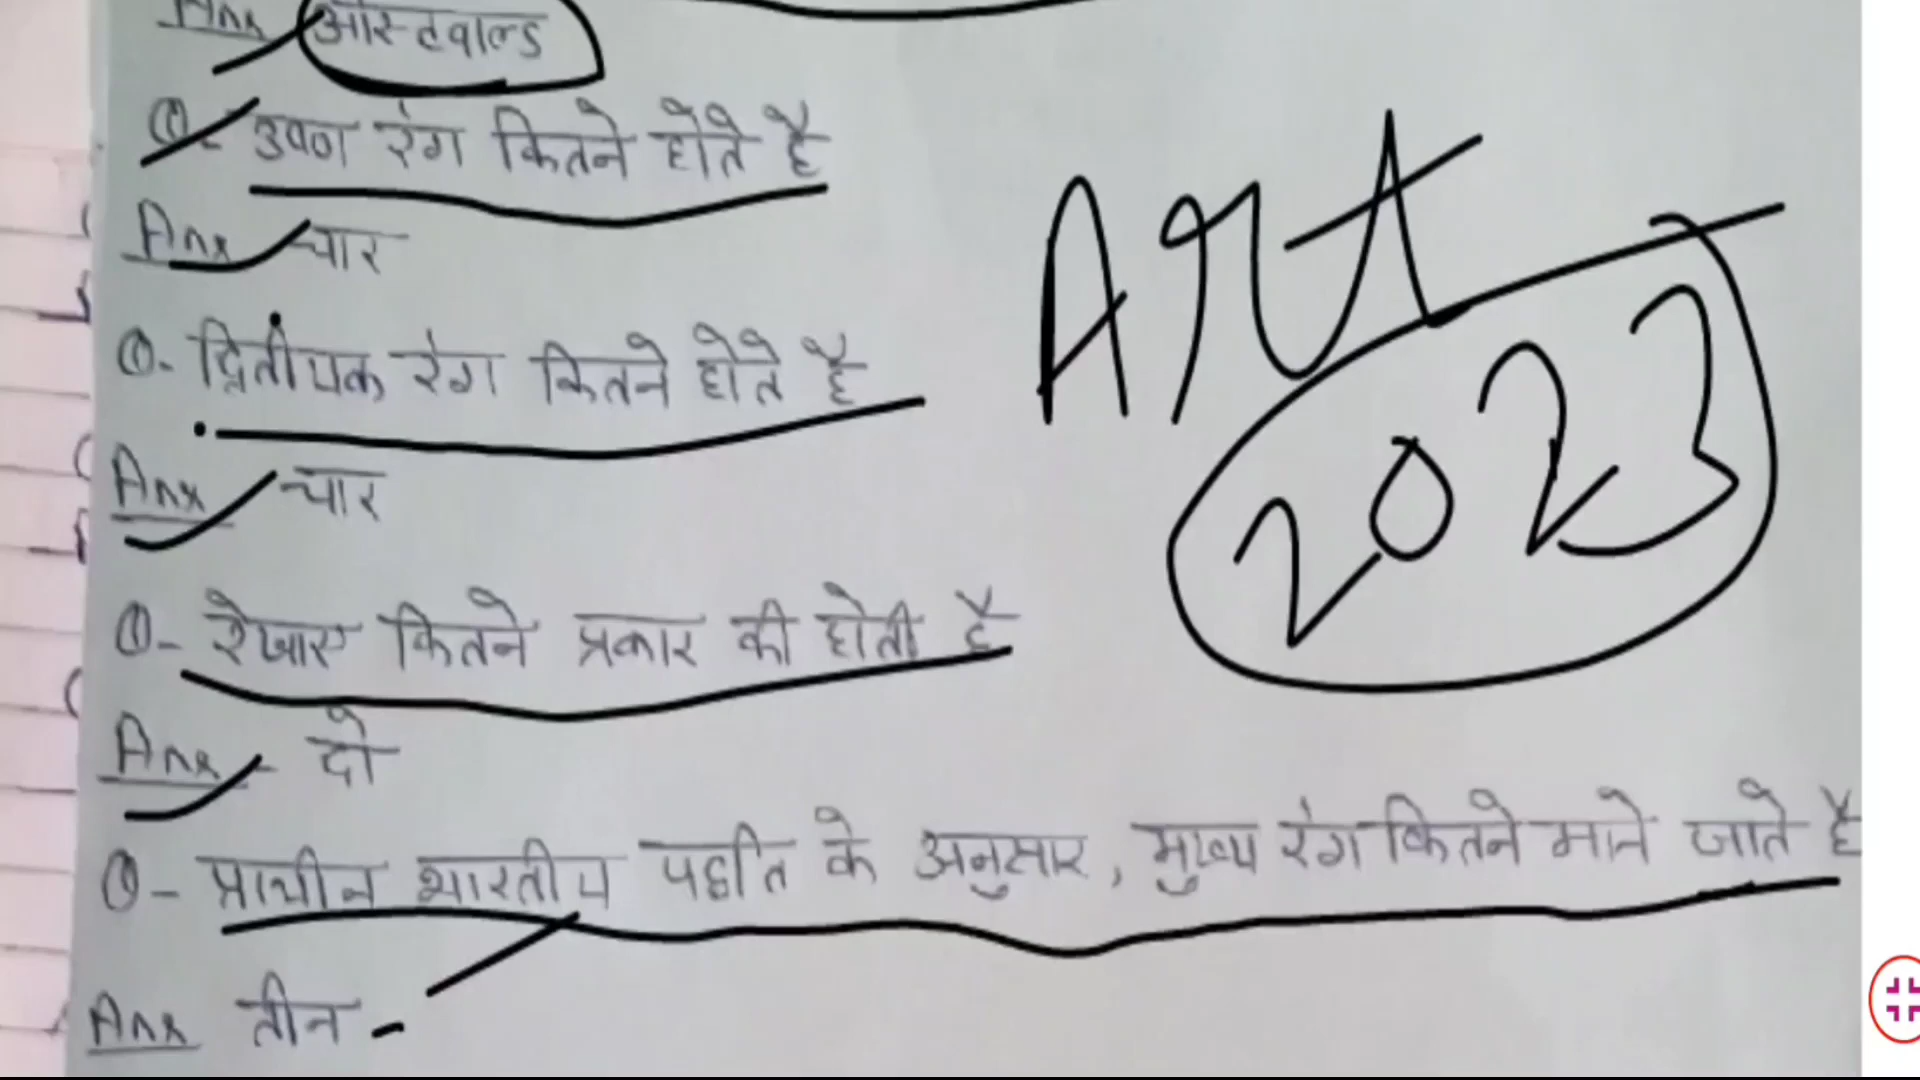 Ans ऑस्टवाल्ड
Q- उष्ण रंग कितने होते है
Ans चार
Q- द्वितीयक रंग कितने होते है
Ans चार
Q- रेखाए कितने प्रकार की होती है
Ans - दो
Q- प्राचीन भारतीय पद्धति के अनुसार, मुख्य रंग कितने माने जाते है
Ans तीन -
Art
2023